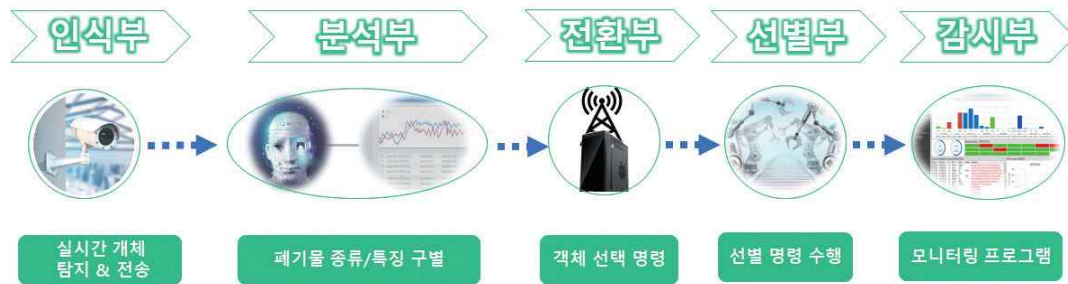 인식부
분석부
전환부
선별부
감시부
실시간 개체
탐지 & 전송
폐기물 종류/특징 구별
객체 선택 명령
선별 명령 수행
모니터링 프로그램